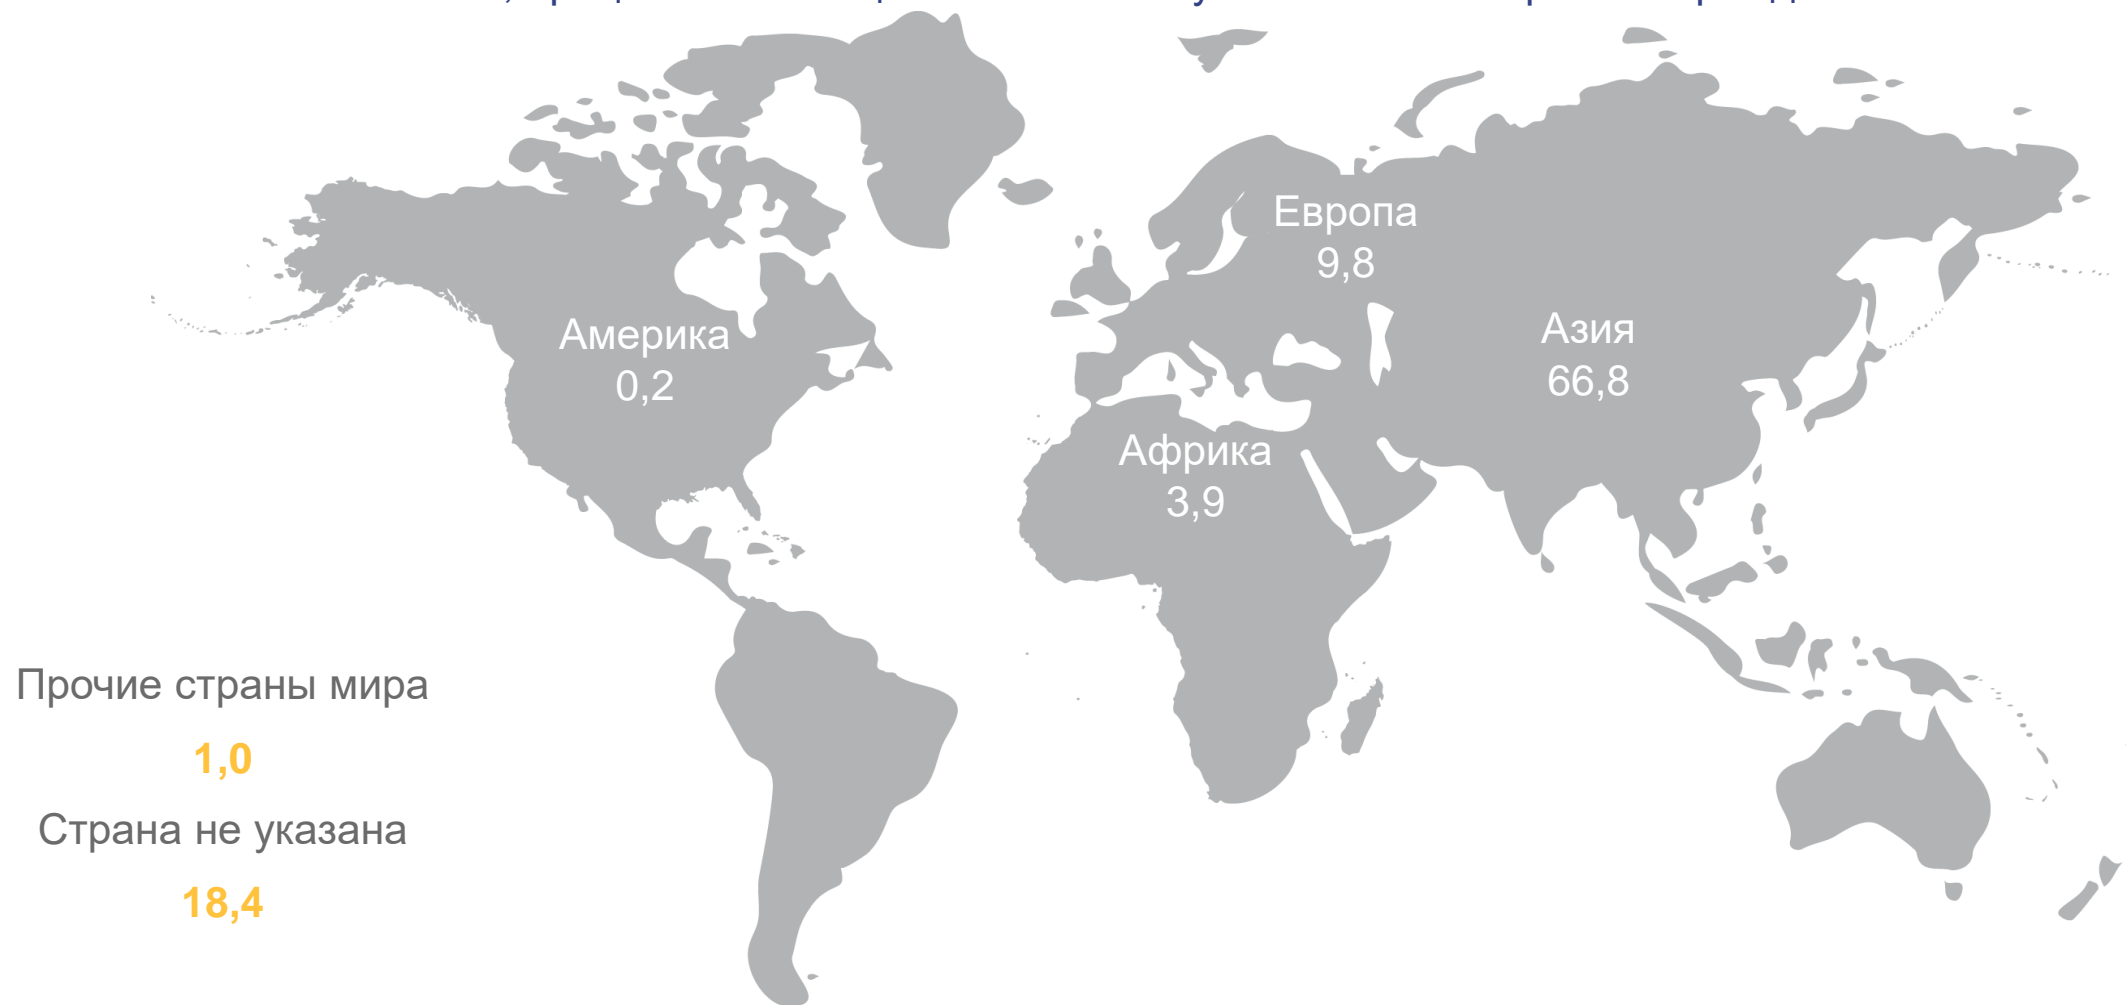 Европа
9,8
Америка
0,2
Азия
66,8
Африка
3,9
Прочие страны мира
1,0
Страна не указана
18,4